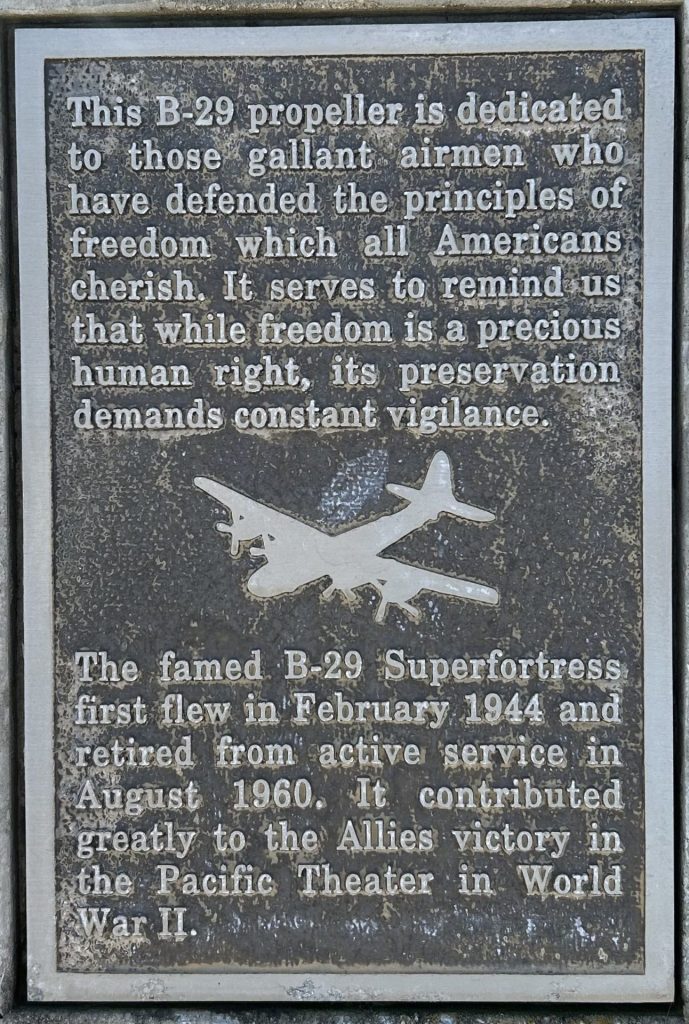 This B-29 propeller is dedicated
to those gallant airmen who
have defended the principles of
freedom which all Americans
cherish. It serves to remind us
that while freedom is a precious
human right, its preservation
demands constant vigilance.
The famed B-29 Superfortress
first flew in February 1944 and
retired from active service in
August 1960. It contributed
greatly to the Allies victory in
the Pacific Theater in World
War II.